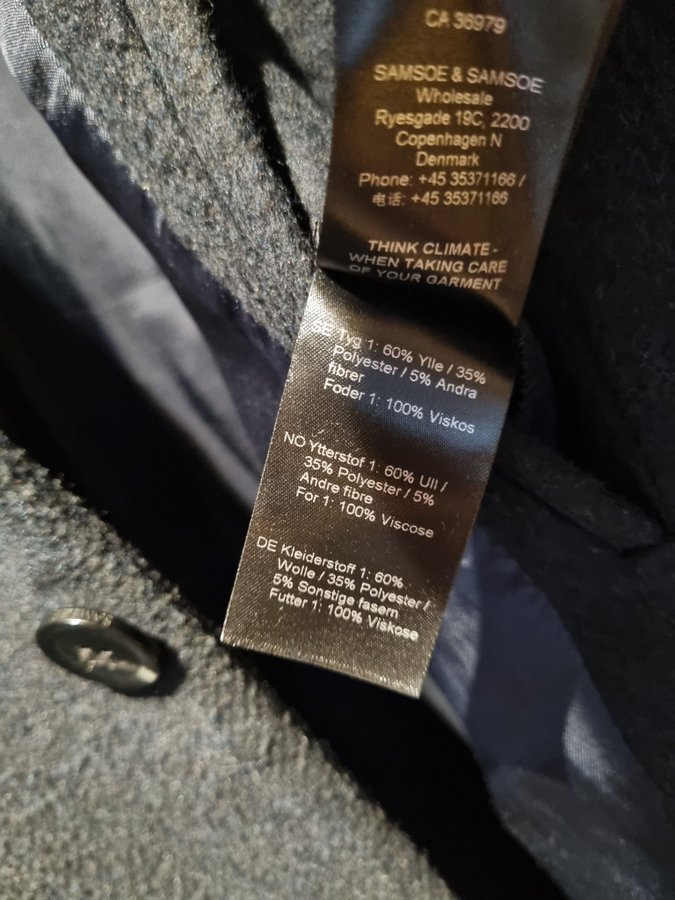 CA 36979
SAMSOE & SAMSOE
Wholesale
Ryesgade 19C, 2200
Copenhagen N
Denmark
Phone: +45 35371166 /
电话: +45 35371166
THINK CLIMATE -
WHEN TAKING CARE
OF YOUR GARMENT
SE Tyg 1: 60% Ylle / 35%
Polyester / 5% Andra
fibrer
Foder 1: 100% Viskos
NO Ytterstof 1: 60% Ull /
35% Polyester / 5%
Andre fibre
For 1: 100% Viscose
DE Kleiderstoff 1: 60%
Wolle / 35% Polyester /
5% Sonstige fasern
Futter 1: 100% Viskose